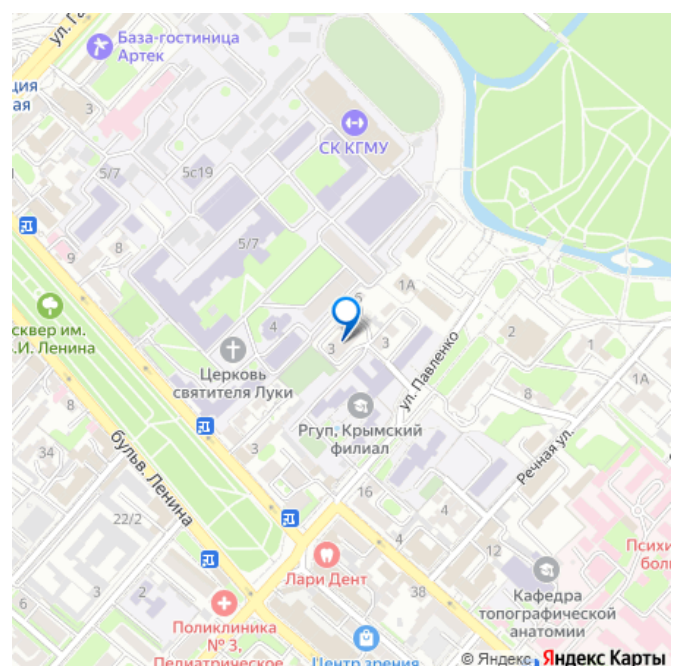 ул. Га
База-гостиница
Артек
ция
ая
3
СК КГМУ
5/7
5с19
8
9
5/7
1А
сквер им.
.И. Ленина
4
3
3
2
Церковь
святителя Луки
ул. Павленко
1А
8
Ргуп, Крымский
филиал
Речная ул.
3
34
бульв. Ленина
16
4
22/2
4
12
Лари Дент
Психи
боль
6
3
2
38
Кафедра
топографической
анатомии
Поликлиника
№ 3,
Педиатрическое
Центр зрения
© Яндекс Яндекс Карты